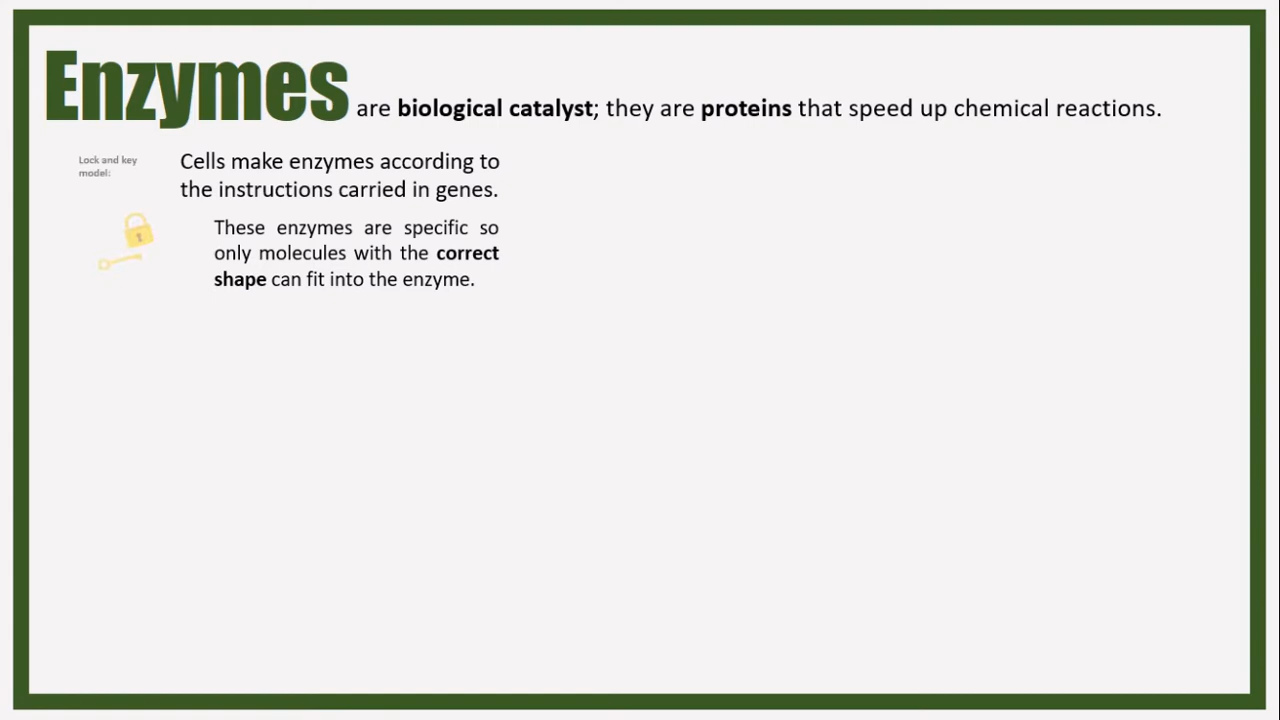 Enzymes are biological catalyst; they are proteins that speed up chemical reactions.
Lock and key
model:
Cells make enzymes according to
the instructions carried in genes.
These enzymes are specific so
only molecules with the correct
shape can fit into the enzyme.